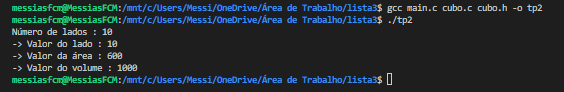 messiasfcm@MessiasFCM:/mnt/c/Users/Messi/OneDrive/Área de Trabalho/lista3$ gcc main.c cubo.c cubo.h -o tp2
messiasfcm@MessiasFCM:/mnt/c/Users/Messi/OneDrive/Área de Trabalho/lista3$ ./tp2
Número de lados : 10
-> Valor do lado : 10
-> Valor da área : 600
-> Valor do volume : 1000
messiasfcm@MessiasFCM:/mnt/c/Users/Messi/OneDrive/Área de Trabalho/lista3$